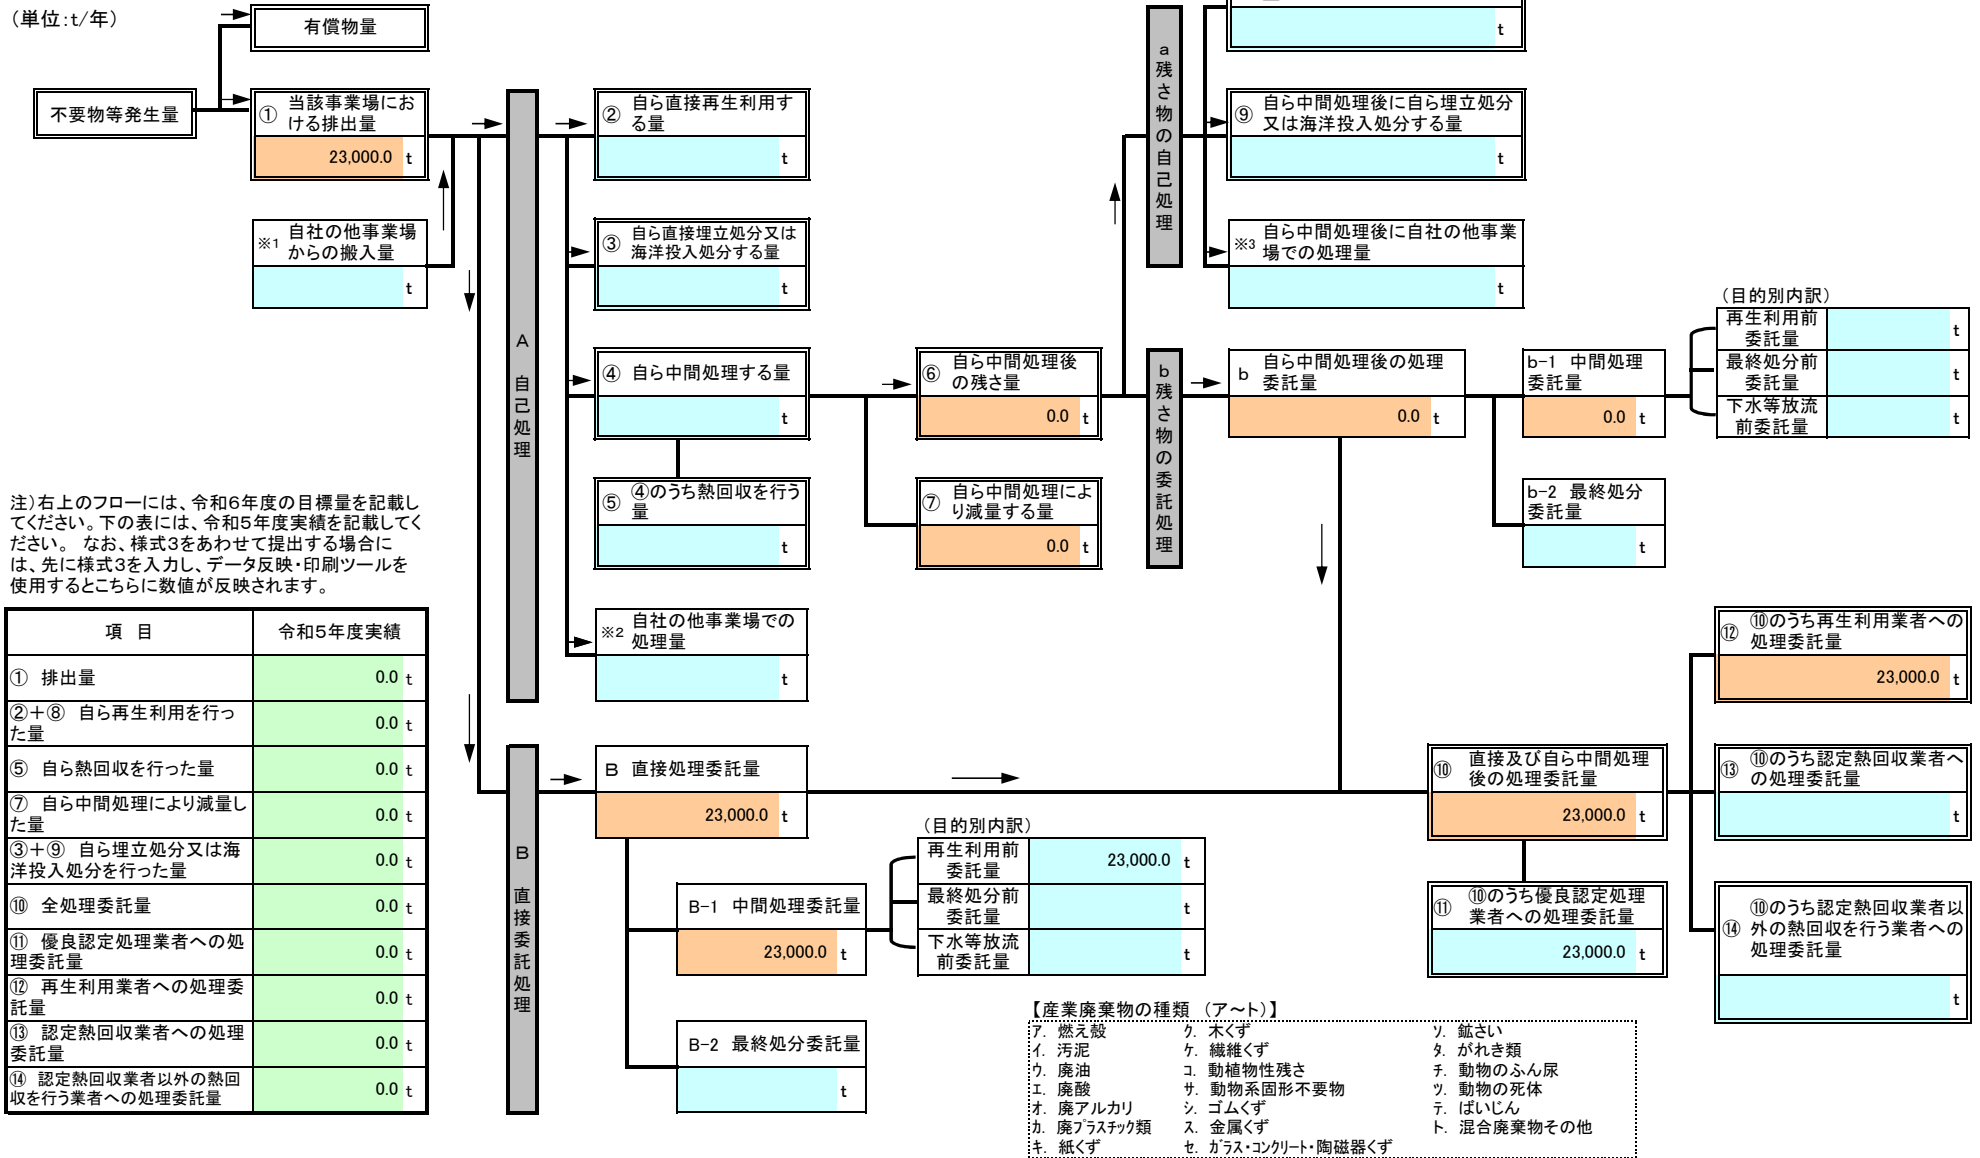 （単位:t/年）
有償物量
不要物等発生量
① 当該事業場にお
ける排出量
23,000.0 t
※1 自社の他事業場
からの搬入量
t
A 自己処理
② 自ら直接再生利用す
る量
t
③ 自ら直接埋立処分又は
海洋投入処分する量
t
④ 自ら中間処理する量
t
⑤ ④のうち熱回収を行う
量
t
※2 自社の他事業場での
処理量
t
⑥ 自ら中間処理後
の残さ量
0.0 t
⑦ 自ら中間処理によ
り減量する量
0.0 t
a 残さ物の自己処理
t
⑨ 自ら中間処理後に自ら埋立処分
又は海洋投入処分する量
t
※3 自ら中間処理後に自社の他事業
場での処理量
t
b 残さ物の委託処理
b 自ら中間処理後の処理
委託量
0.0 t
b-1 中間処理
委託量
0.0 t
（目的別内訳）
再生利用前
委託量
t
最終処分前
委託量
t
下水等放流
前委託量
t
b-2 最終処分
委託量
t
注）右上のフローには、令和6年度の目標量を記載し
てください。下の表には、令和5年度実績を記載してく
ださい。 なお、様式3をあわせて提出する場合に
は、先に様式3を入力し、データ反映・印刷ツールを
使用するとこちらに数値が反映されます。
項 目 令和5年度実績
① 排出量 0.0 t
②＋⑧ 自ら再生利用を行っ
た量
0.0 t
⑤ 自ら熱回収を行った量 0.0 t
⑦ 自ら中間処理により減量し
た量
0.0 t
③＋⑨ 自ら埋立処分又は海
洋投入処分を行った量
0.0 t
⑩ 全処理委託量 0.0 t
⑪ 優良認定処理業者への処
理委託量
0.0 t
⑫ 再生利用業者への処理委
託量
0.0 t
⑬ 認定熱回収業者への処理
委託量
0.0 t
⑭ 認定熱回収業者以外の熱回
収を行う業者への処理委託量
0.0 t
B 直接委託処理
B 直接処理委託量
23,000.0 t
B-1 中間処理委託量
23,000.0 t
（目的別内訳）
再生利用前
委託量
23,000.0 t
最終処分前
委託量
t
下水等放流
前委託量
t
B-2 最終処分委託量
t
⑩ 直接及び自ら中間処理
後の処理委託量
23,000.0 t
⑪ ⑩のうち優良認定処理
業者への処理委託量
23,000.0 t
⑫ ⑩のうち再生利用業者への
処理委託量
23,000.0 t
⑬ ⑩のうち認定熱回収業者へ
の処理委託量
t
⑭ ⑩のうち認定熱回収業者以
外の熱回収を行う業者への
処理委託量
t
【産業廃棄物の種類 （ア～ト）】
ア. 燃え殻 ク. 木くず ソ. 鉱さい
イ. 汚泥 ケ. 繊維くず タ. がれき類
ウ. 廃油 コ. 動植物性残さ チ. 動物のふん尿
エ. 廃酸 サ. 動物系固形不要物 ツ. 動物の死体
オ. 廃アルカリ シ. ゴムくず テ. ばいじん
カ. 廃プラスチック類 ス. 金属くず ト. 混合廃棄物その他
キ. 紙くず セ. ガラス・コンクリート・陶磁器くず